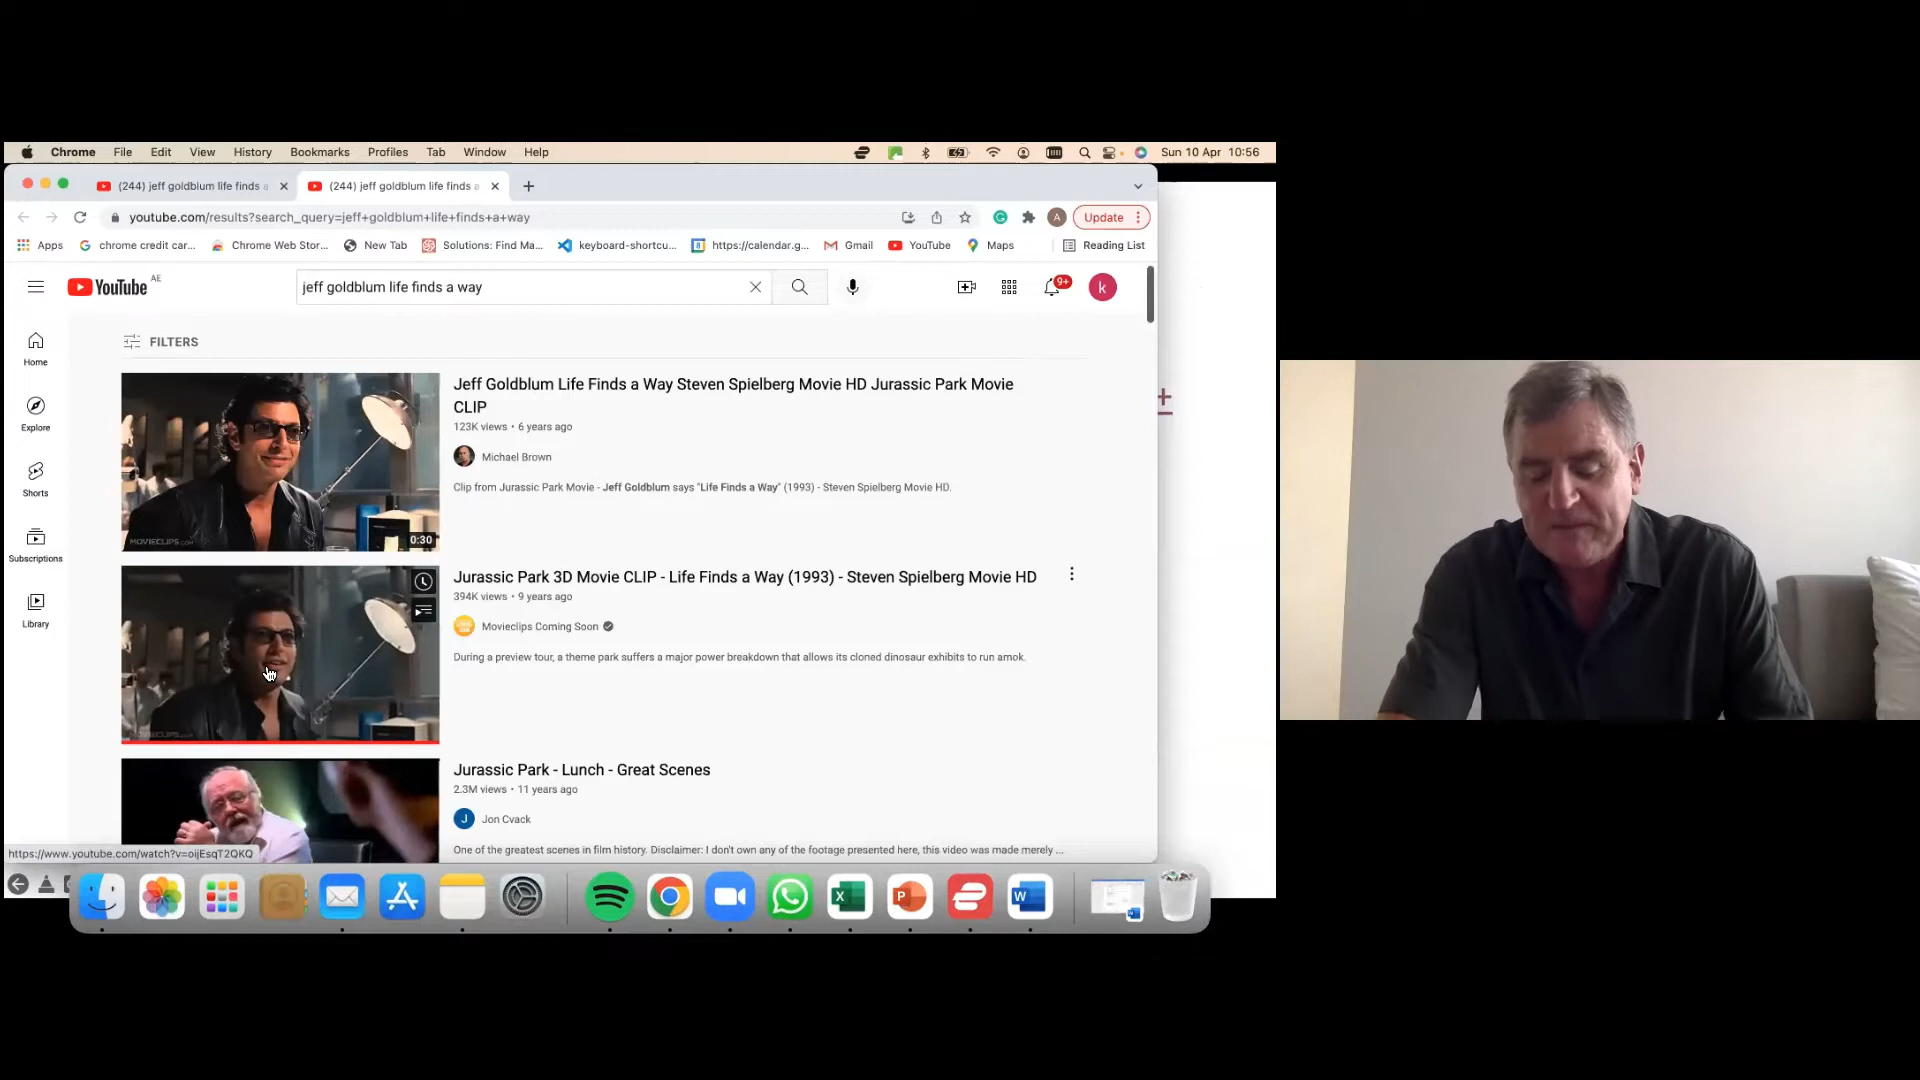 Chrome File Edit View History Bookmarks Profiles Tab Window Help Sun 10 Apr 10:56
(244) jeff goldblum life finds a (244) jeff goldblum life finds a
youtube.com/results?search_query=jeff+goldblum+life+finds+a+way A Update
Apps chrome credit car... Chrome Web Stor... New Tab Solutions: Find Ma... keyboard-shortcu... https://calendar.g... Gmail YouTube Maps Reading List
YouTube AE jeff goldblum life finds a way 9+ k
FILTERS
Home
Explore
Shorts
Subscriptions
Library
Jeff Goldblum Life Finds a Way Steven Spielberg Movie HD Jurassic Park Movie
CLIP
123K views • 6 years ago
Michael Brown
Clip from Jurassic Park Movie - Jeff Goldblum says "Life Finds a Way" (1993) - Steven Spielberg Movie HD.
MOVIECLIPS.COM
0:30
Jurassic Park 3D Movie CLIP - Life Finds a Way (1993) - Steven Spielberg Movie HD
394K views • 9 years ago
Movieclips Coming Soon
During a preview tour, a theme park suffers a major power breakdown that allows its cloned dinosaur exhibits to run amok.
Jurassic Park - Lunch - Great Scenes
2.3M views • 11 years ago
J Jon Cvack
One of the greatest scenes in film history. Disclaimer: I don't own any of the footage presented here, this video was made merely ...
https://www.youtube.com/watch?v=oijEsqT2QKQ
X P W